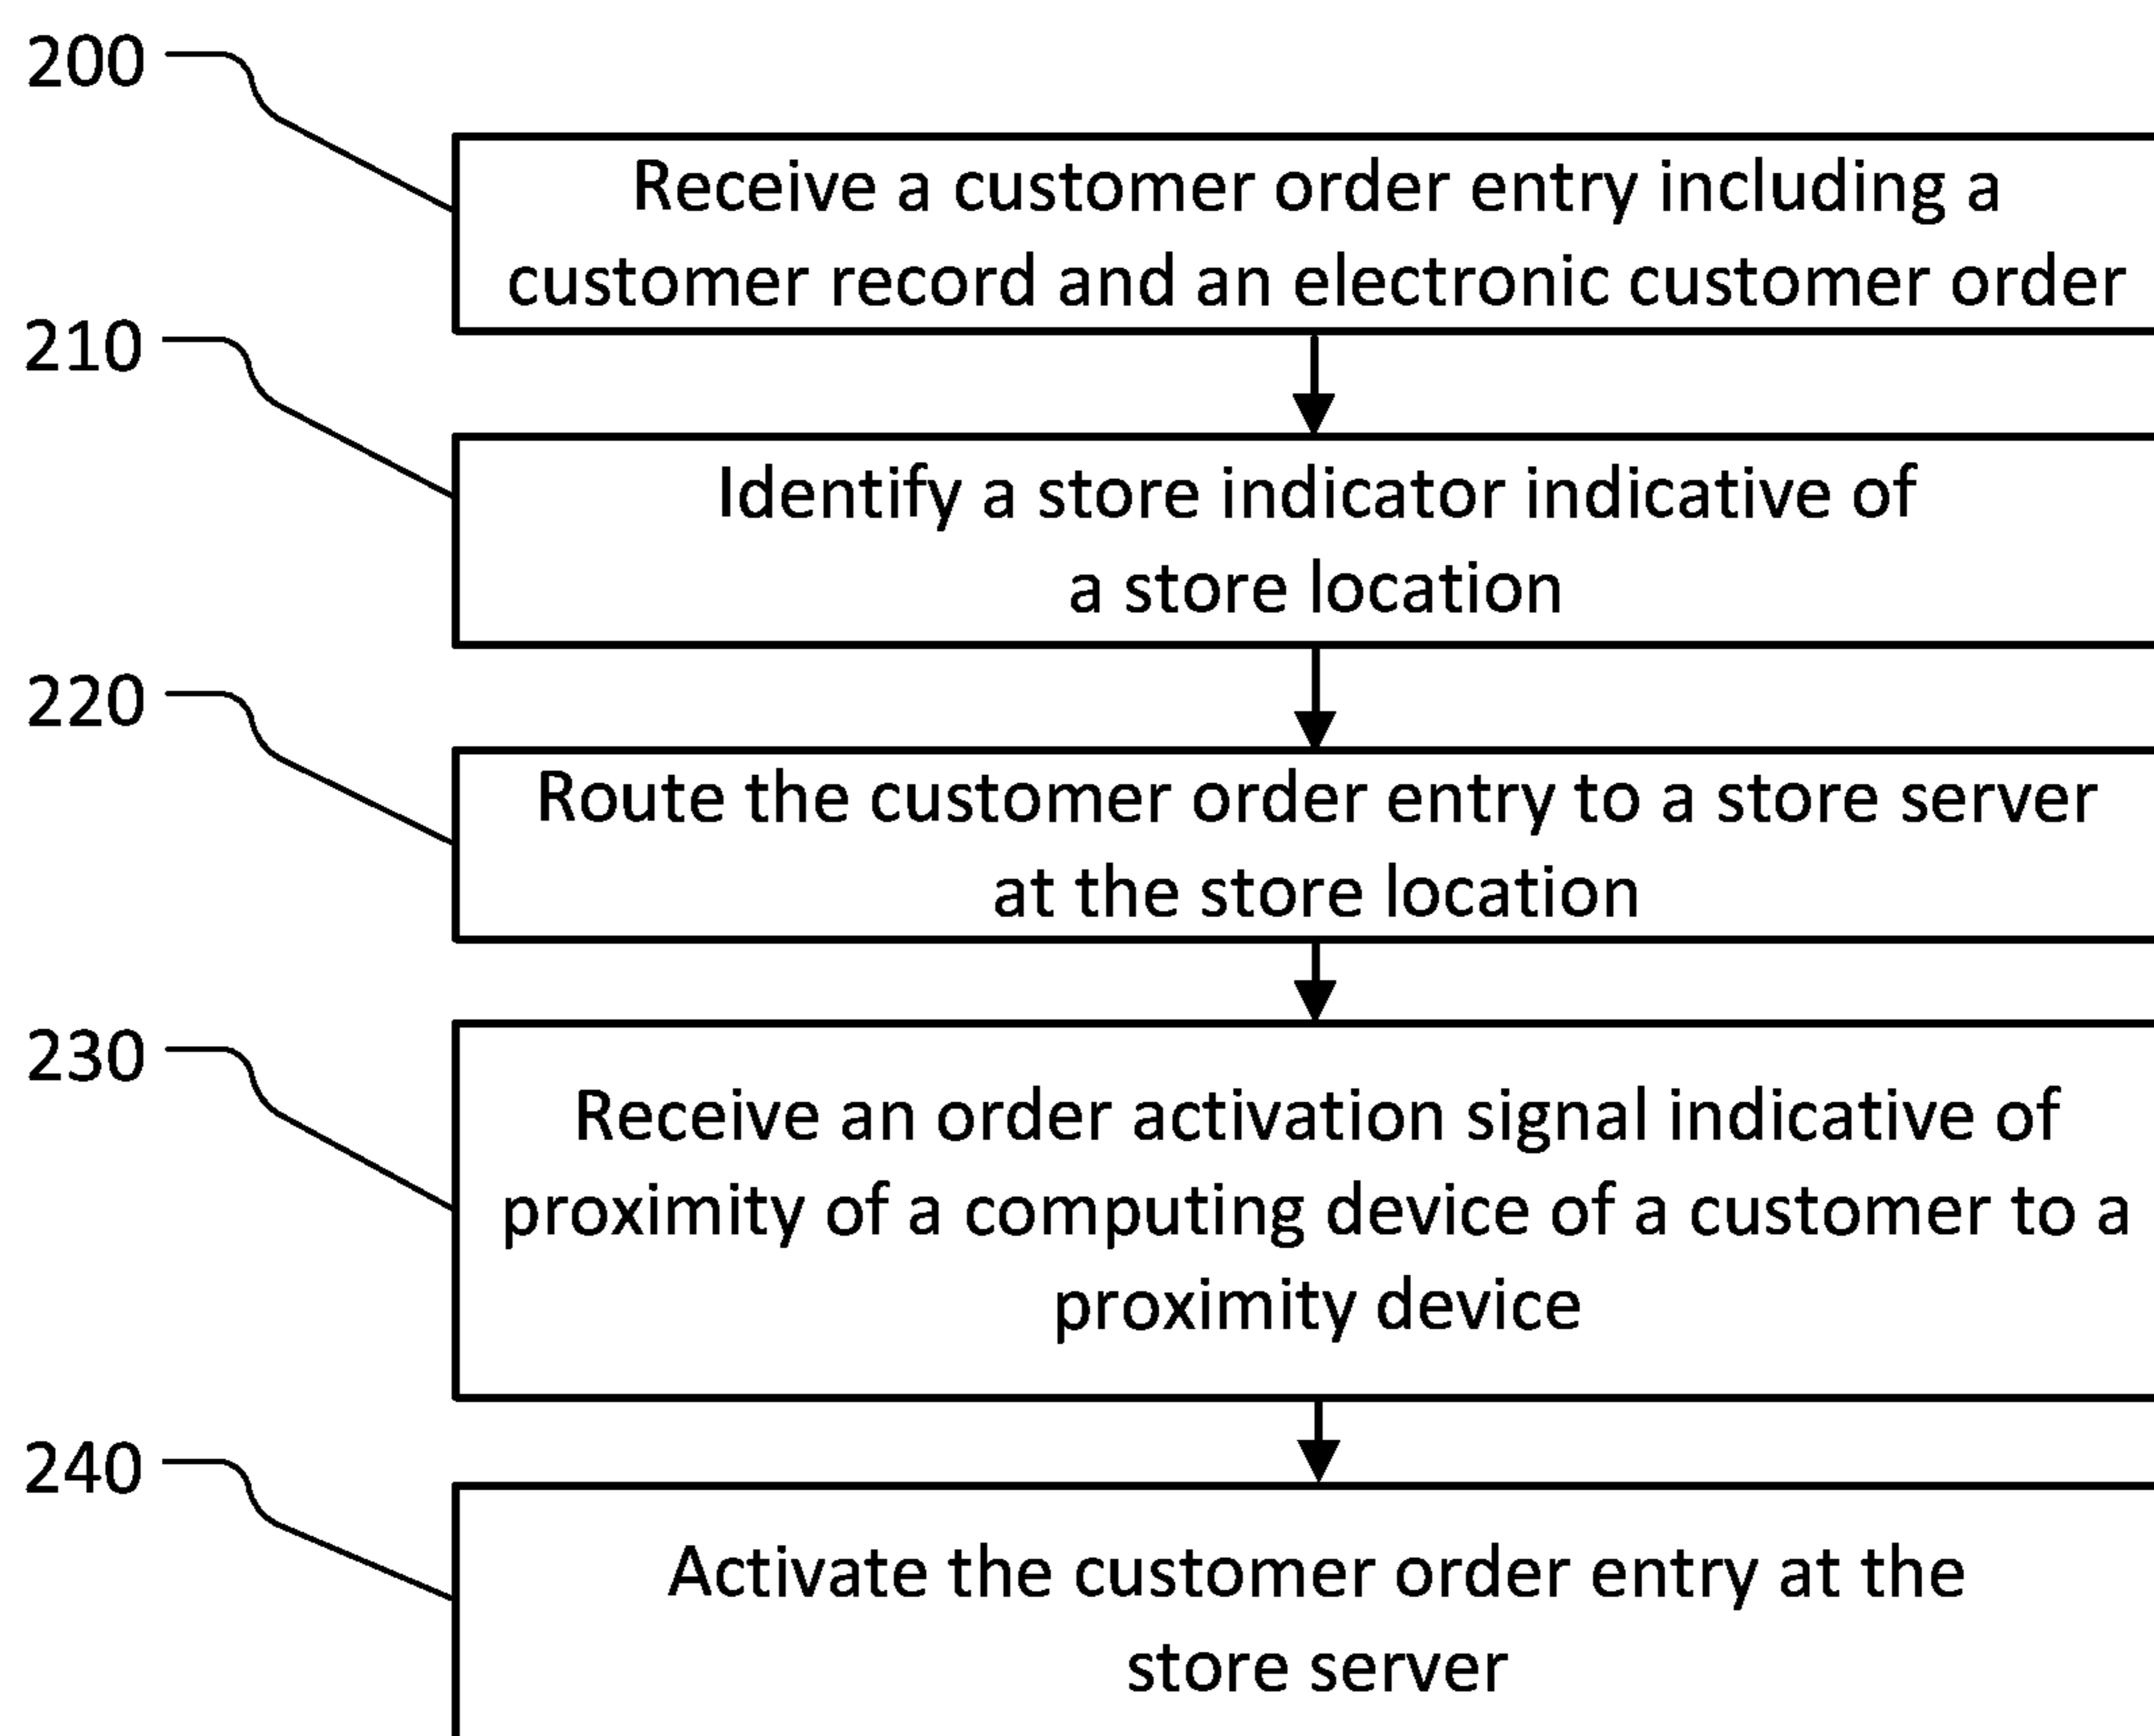 200
Receive a customer order entry including a
customer record and an electronic customer order
210
Identify a store indicator indicative of
a store location
220
Route the customer order entry to a store server
at the store location
230
Receive an order activation signal indicative of
proximity of a computing device of a customer to a
proximity device
240
Activate the customer order entry at the
store server